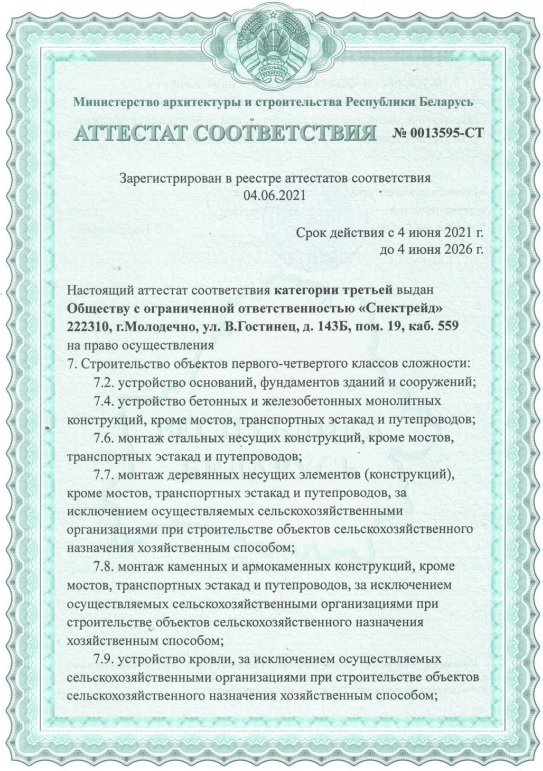 Министерство архитектуры и строительства Республики Беларусь
АТТЕСТАТ СООТВЕТСТВИЯ № 0013595-СТ
Зарегистрирован в реестре аттестатов соответствия
04.06.2021
Срок действия с 4 июня 2021 г.
до 4 июня 2026 г.
Настоящий аттестат соответствия категории третьей выдан
Обществу с ограниченной ответственностью «Снектрейд»
222310, г.Молодечно, ул. В.Гостинец, д. 143Б, пом. 19, каб. 559
на право осуществления
7. Строительство объектов первого-четвертого классов сложности:
7.2. устройство оснований, фундаментов зданий и сооружений;
7.4. устройство бетонных и железобетонных монолитных
конструкций, кроме мостов, транспортных эстакад и путепроводов;
7.6. монтаж стальных несущих конструкций, кроме мостов,
транспортных эстакад и путепроводов;
7.7. монтаж деревянных несущих элементов (конструкций),
кроме мостов, транспортных эстакад и путепроводов, за
исключением осуществляемых сельскохозяйственными
организациями при строительстве объектов сельскохозяйственного
назначения хозяйственным способом;
7.8. монтаж каменных и армокаменных конструкций, кроме
мостов, транспортных эстакад и путепроводов, за исключением
осуществляемых сельскохозяйственными организациями при
строительстве объектов сельскохозяйственного назначения
хозяйственным способом;
7.9. устройство кровли, за исключением осуществляемых
сельскохозяйственными организациями при строительстве объектов
сельскохозяйственного назначения хозяйственным способом;